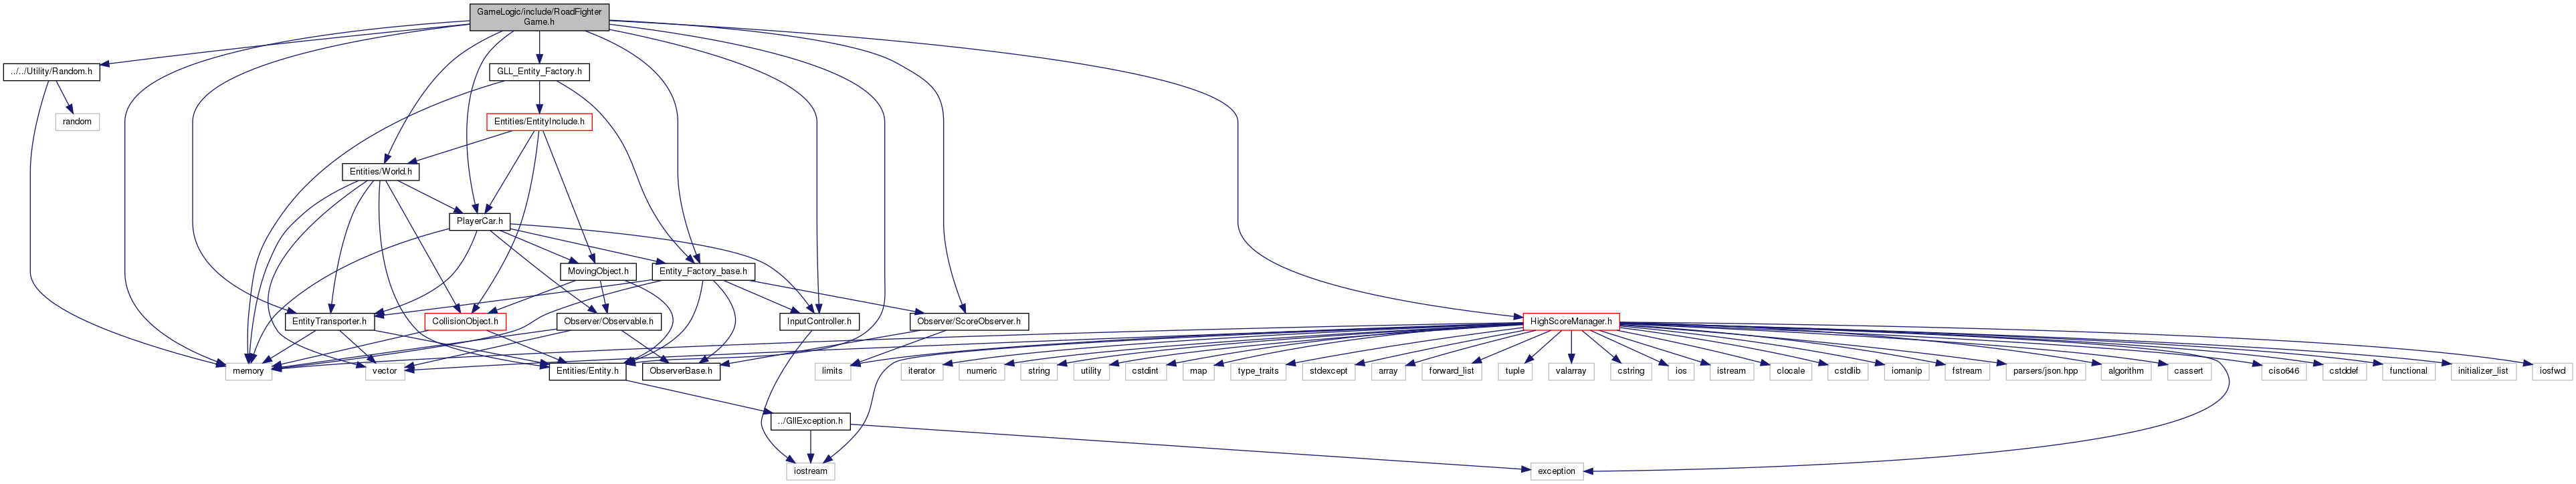 GameLogic/include/RoadFighter
Game.h
../../Utility/Random.h
GLL_Entity_Factory.h
random
Entities/EntityInclude.h
Entities/World.h
PlayerCar.h
MovingObject.h
Entity_Factory_base.h
EntityTransporter.h
CollisionObject.h
Observer/Observable.h
InputController.h
Observer/ScoreObserver.h
HighScoreManager.h
memory
vector
Entities/Entity.h
ObserverBase.h
limits
iterator
numeric
string
utility
cstdint
map
type_traits
stdexcept
array
forward_list
tuple
valarray
cstring
ios
istream
clocale
cstdlib
iomanip
fstream
parsers/json.hpp
algorithm
cassert
ciso646
cstddef
functional
initializer_list
iosfwd
../GllException.h
iostream
exception